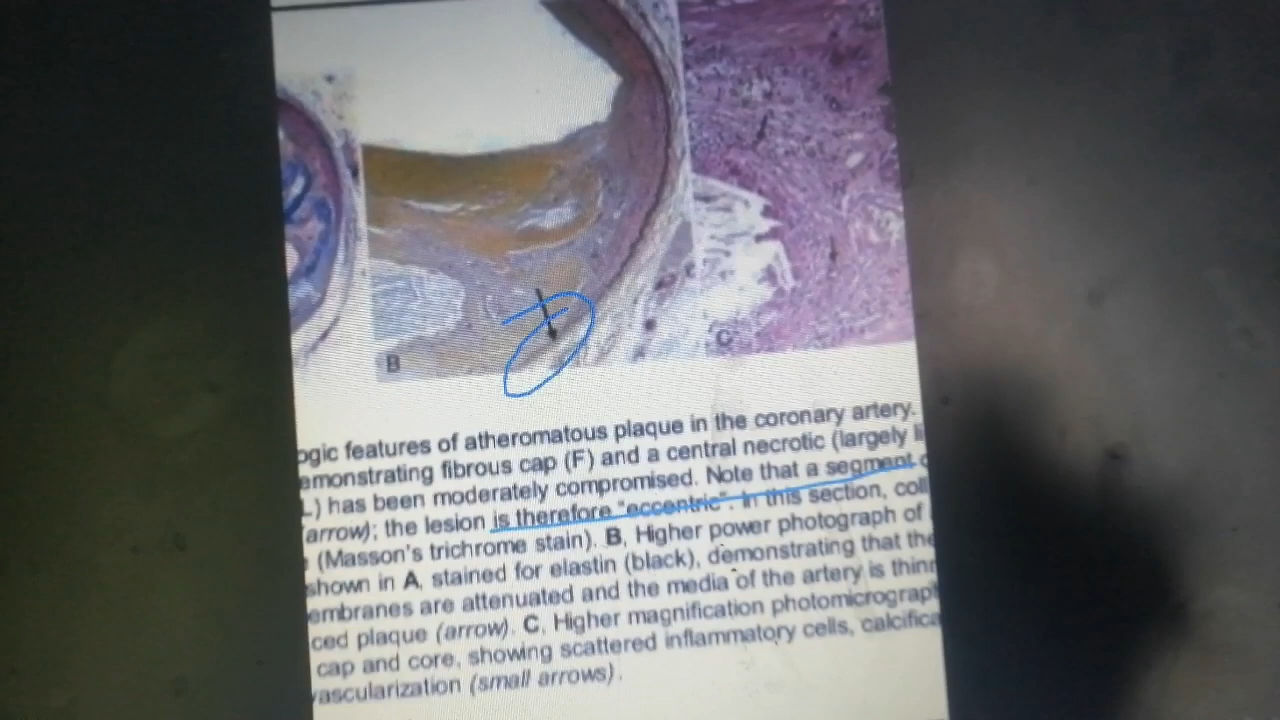 B
C
ogic features of atheromatous plaque in the coronary artery.
emonstrating fibrous cap (F) and a central necrotic (largely li
L) has been moderately compromised. Note that a segment o
arrow); the lesion is therefore “eccentric”. In this section, coll
(Masson's trichrome stain). B, Higher power photograph of
shown in A, stained for elastin (black), demonstrating that the
embranes are attenuated and the media of the artery is thinn
ced plaque (arrow). C, Higher magnification photomicrograph
cap and core, showing scattered inflammatory cells, calcifica
vascularization (small arrows).